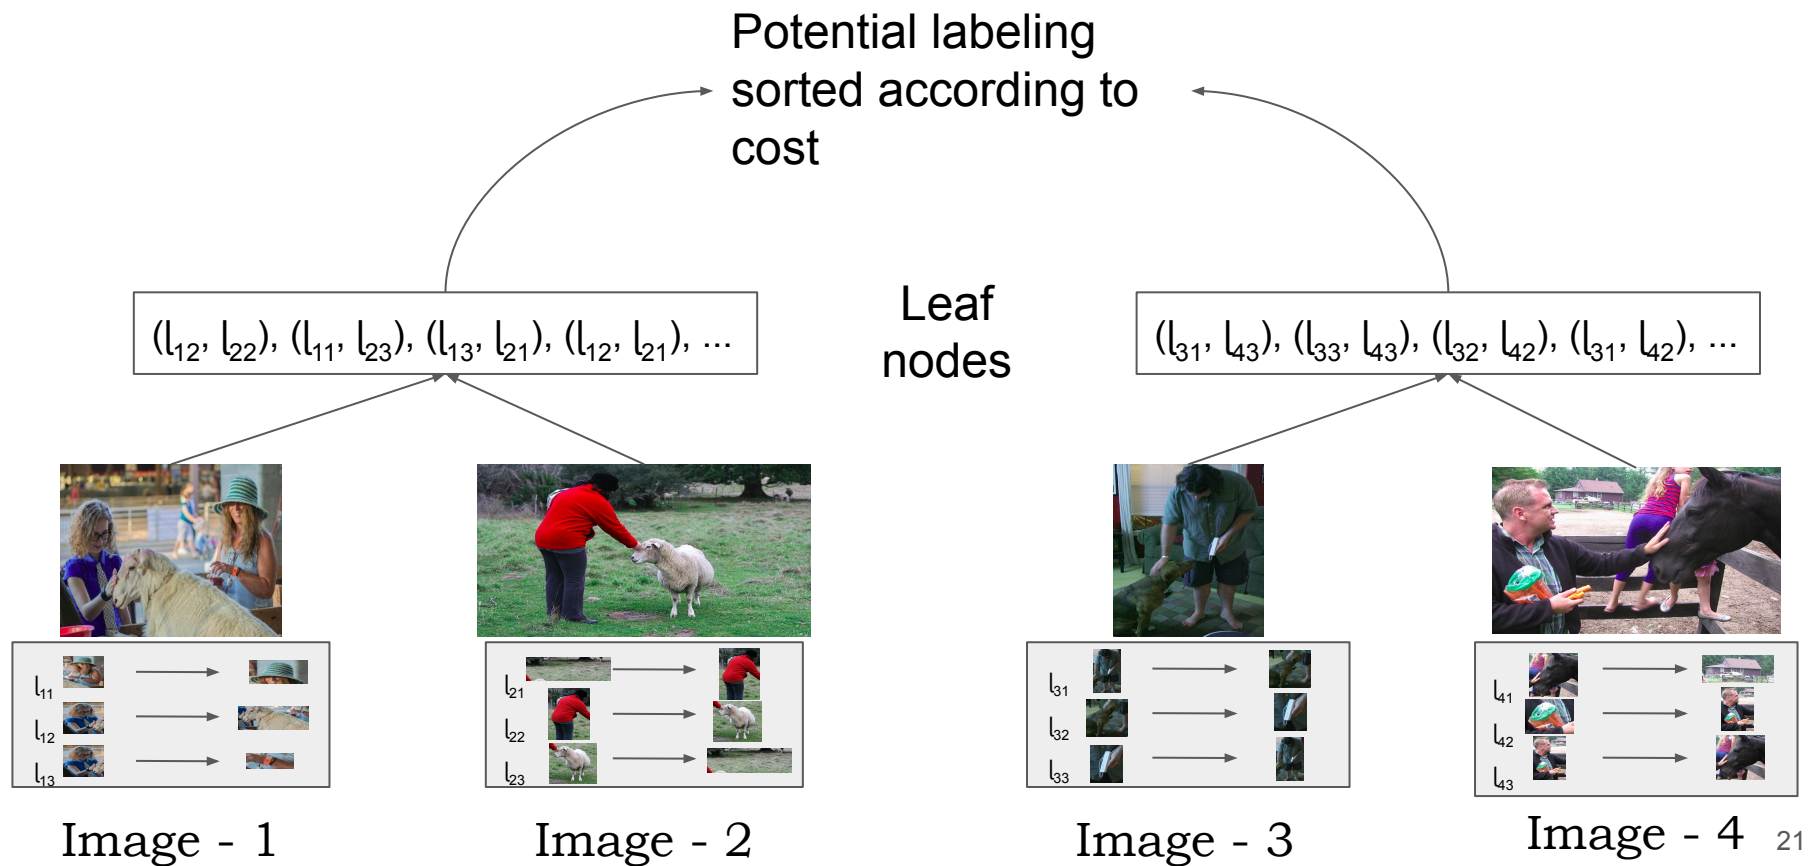 Potential labeling
sorted according to
cost
(l12, l22), (l11, l23), (l13, l21), (l12, l21), ...
Leaf
nodes
(l31, l43), (l33, l43), (l32, l42), (l31, l42), ...
l11
l12
l13
l21
l22
l23
l31
l32
l33
l41
l42
l43
Image - 1
Image - 2
Image - 3
Image - 4
21